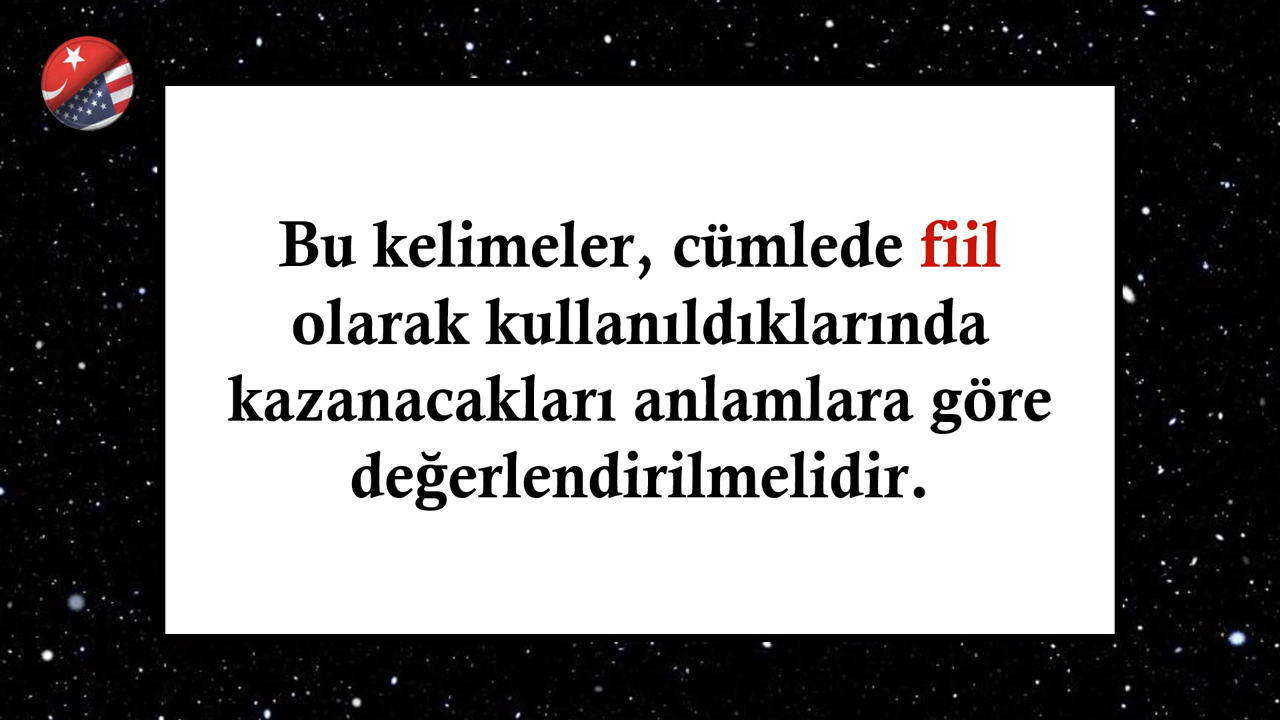 Bu kelimeler, cümlede fiil
olarak kullanıldıklarında
kazanacakları anlamlara göre
değerlendirilmelidir.